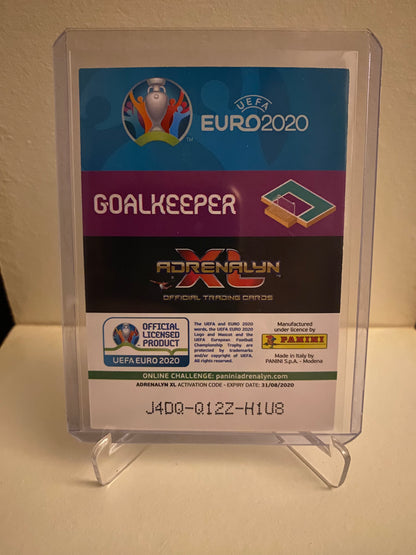 UEFA
EURO2020
TM
GOALKEEPER
ADRENALYN
XL
TM
OFFICIAL TRADING CARDS
OFFICIAL
LICENSED
PRODUCT
UEFA EURO 2020
The UEFA and EURO 2020
words, the UEFA EURO 2020
Logo and Mascot and the
UEFA European Football
Championship Trophy are
protected by trademarks
and/or copyright of UEFA.
All rights reserved.
Manufactured
under licence by
PANINI
Made in Italy by
PANINI S.p.A. - Modena
ONLINE CHALLENGE: paniniadrenalyn.com
ADRENALYN XL ACTIVATION CODE - EXPIRY DATE: 31/08/2020
J4DQ-Q12Z-H1U8